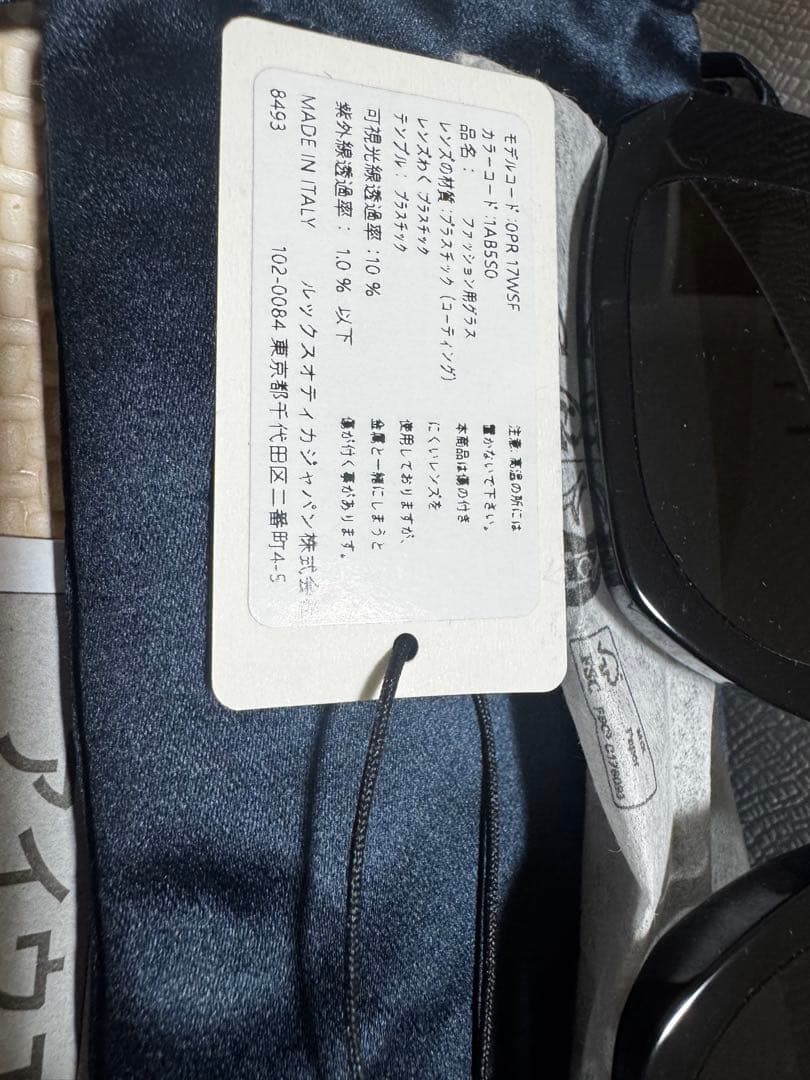 モデルコード :0PR 17WSF
カラーコード :1AB5S0
品名： ファッション用グラス
レンズの材質 :プラスチック (コーティング)
レンズわく プラスチック
テンプル： プラスチック
可視光線透過率 :10 %
紫外線透過率： 1.0 % 以下
MADE IN ITALY ルックスオティカジャパン株式会
8493 102-0084 東京都千代田区二番町4-5
注意. 高温の所には
置かないで下さい。
本商品は傷の付き
にくいレンズを
使用しておりますが、
金属と一緒にしまうと
傷が付く事があります。
FSC
FSC® C176093
ノイウエ